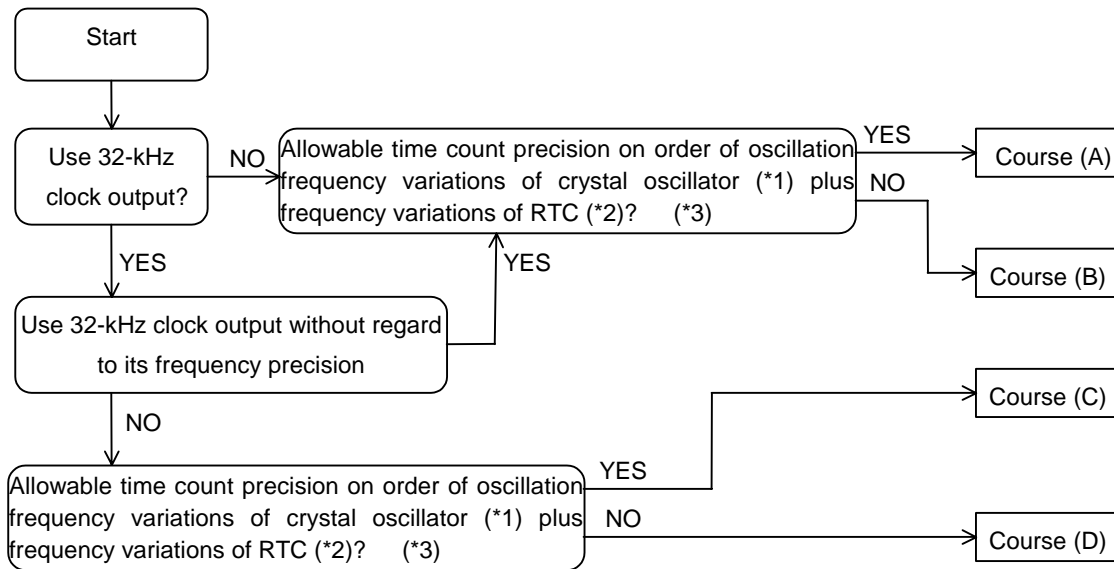 Start
Use 32-kHz
clock output?
NO
Allowable time count precision on order of oscillation
frequency variations of crystal oscillator (*1) plus
frequency variations of RTC (*2)? (*3)
YES
Course (A)
NO
Course (B)
YES
YES
Use 32-kHz clock output without regard
to its frequency precision
NO
Course (C)
Allowable time count precision on order of oscillation
frequency variations of crystal oscillator (*1) plus
frequency variations of RTC (*2)? (*3)
YES
NO
Course (D)